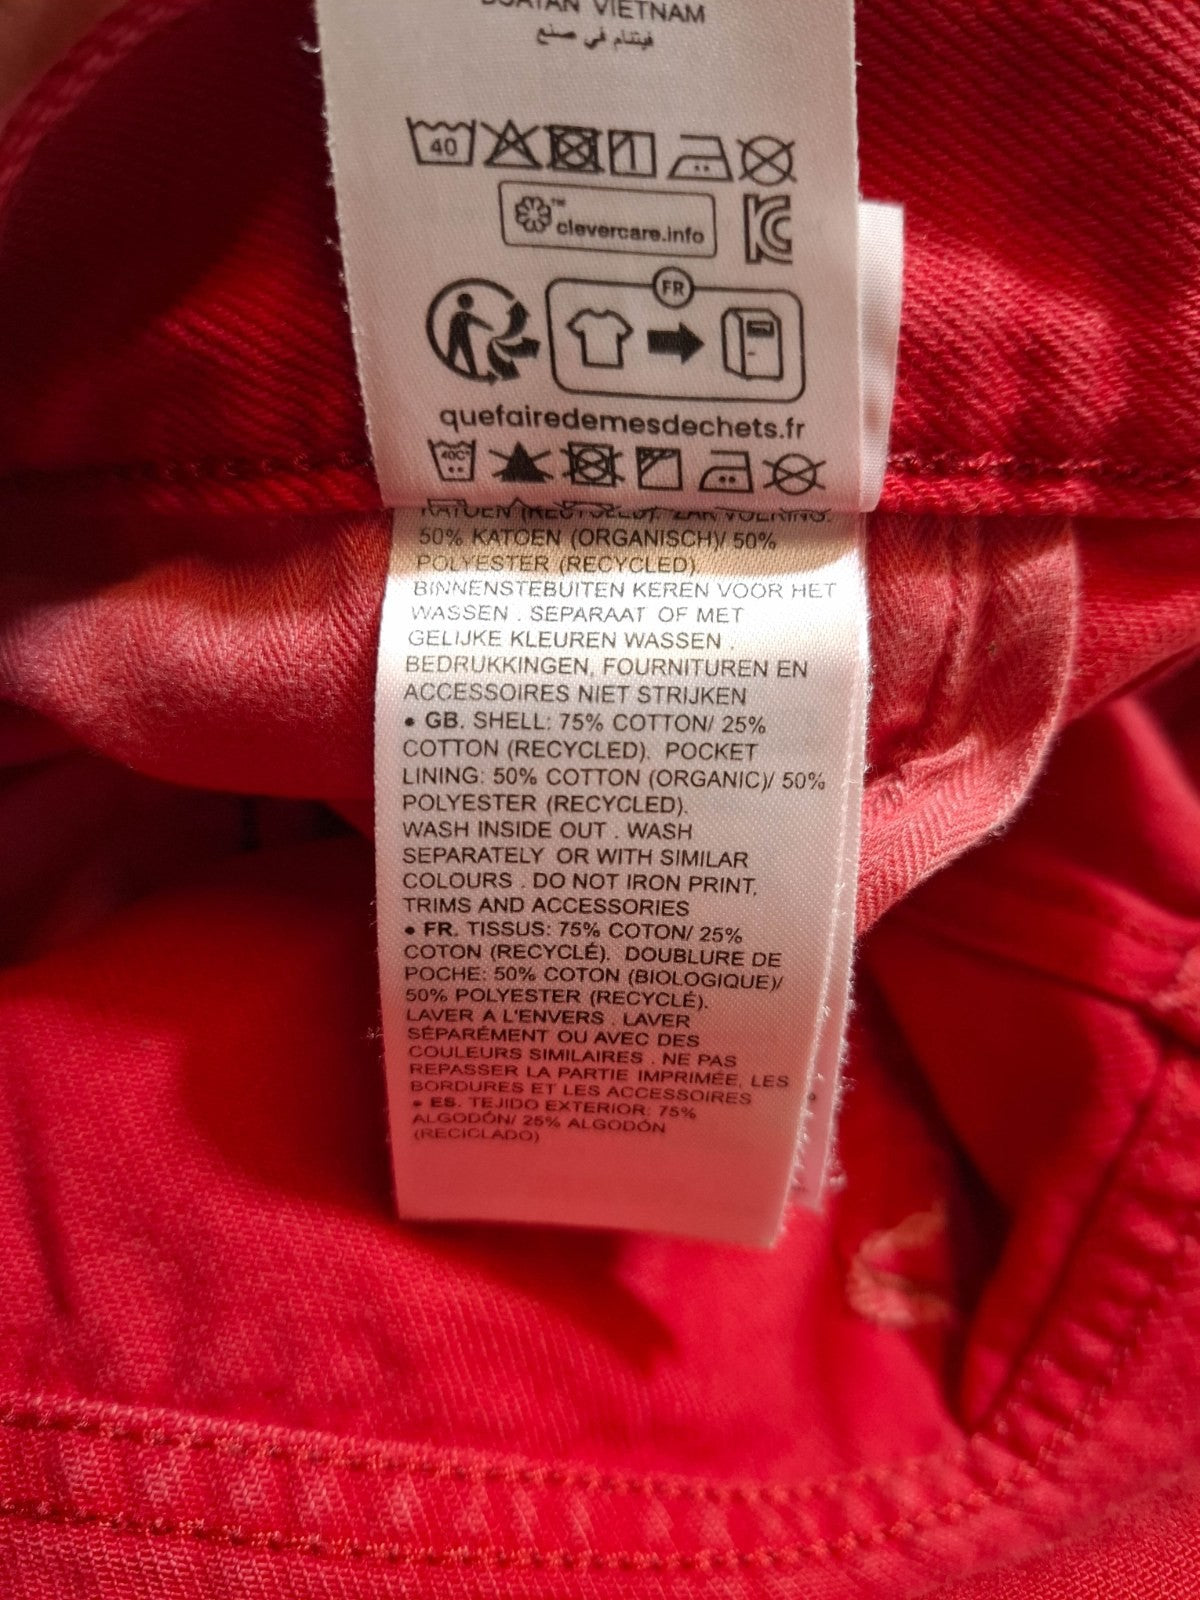 VIETNAM
فيتنام في صنع
40
clevercare.info
FR
quefairedemesdechets.fr
40C°
50% KATOEN (ORGANISCH)/ 50%
POLYESTER (RECYCLED)
BINNENSTEBUITEN KEREN VOOR HET
WASSEN . SEPARAAT OF MET
GELIJKE KLEUREN WASSEN .
BEDRUKKINGEN, FOURNITUREN EN
ACCESSOIRES NIET STRIJKEN
• GB. SHELL: 75% COTTON/ 25%
COTTON (RECYCLED). POCKET
LINING: 50% COTTON (ORGANIC)/ 50%
POLYESTER (RECYCLED).
WASH INSIDE OUT . WASH
SEPARATELY OR WITH SIMILAR
COLOURS . DO NOT IRON PRINT,
TRIMS AND ACCESSORIES
• FR. TISSUS: 75% COTON/ 25%
COTON (RECYCLÉ). DOUBLURE DE
POCHE: 50% COTON (BIOLOGIQUE)/
50% POLYESTER (RECYCLÉ).
LAVER A L'ENVERS . LAVER
SÉPARÉMENT OU AVEC DES
COULEURS SIMILAIRES . NE PAS
REPASSER LA PARTIE IMPRIMÉE, LES
BORDURES ET LES ACCESSOIRES
• ES. TEJIDO EXTERIOR: 75%
ALGODÓN/ 25% ALGODÓN
(RECICLADO)